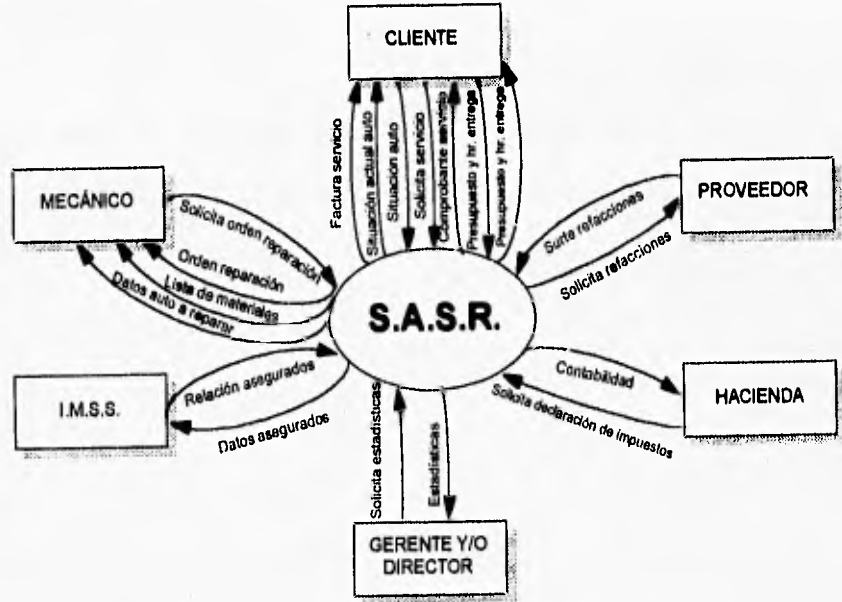 CLIENTE
Factura servicio
Situación actual auto
Situación auto
Solicita servicio
Comprobante servicio
Presupuesto y hr. entrega
Presupuesto y hr. entrega
MECÁNICO
Solicita orden reparación
Orden reparación
Lista de materiales
Datos auto a reparar
PROVEEDOR
Surte refacciones
Solicita refacciones
S.A.S.R.
I.M.S.S.
Relación asegurados
Datos asegurados
Contabilidad
Solicita declaración de impuestos
HACIENDA
Solicita estadísticas
Estadísticas
GERENTE Y/O
DIRECTOR